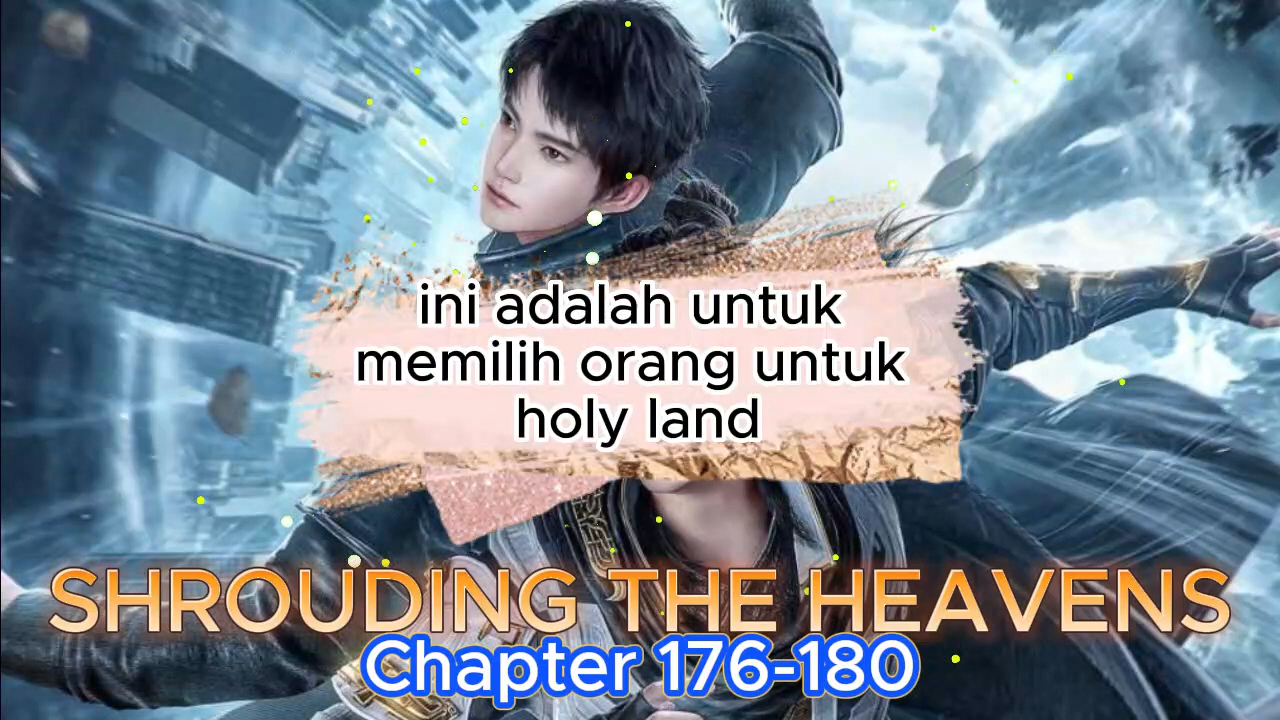 ini adalah untuk
memilih orang untuk
holy land
SHROUDING THE HEAVENS
Chapter 176-180